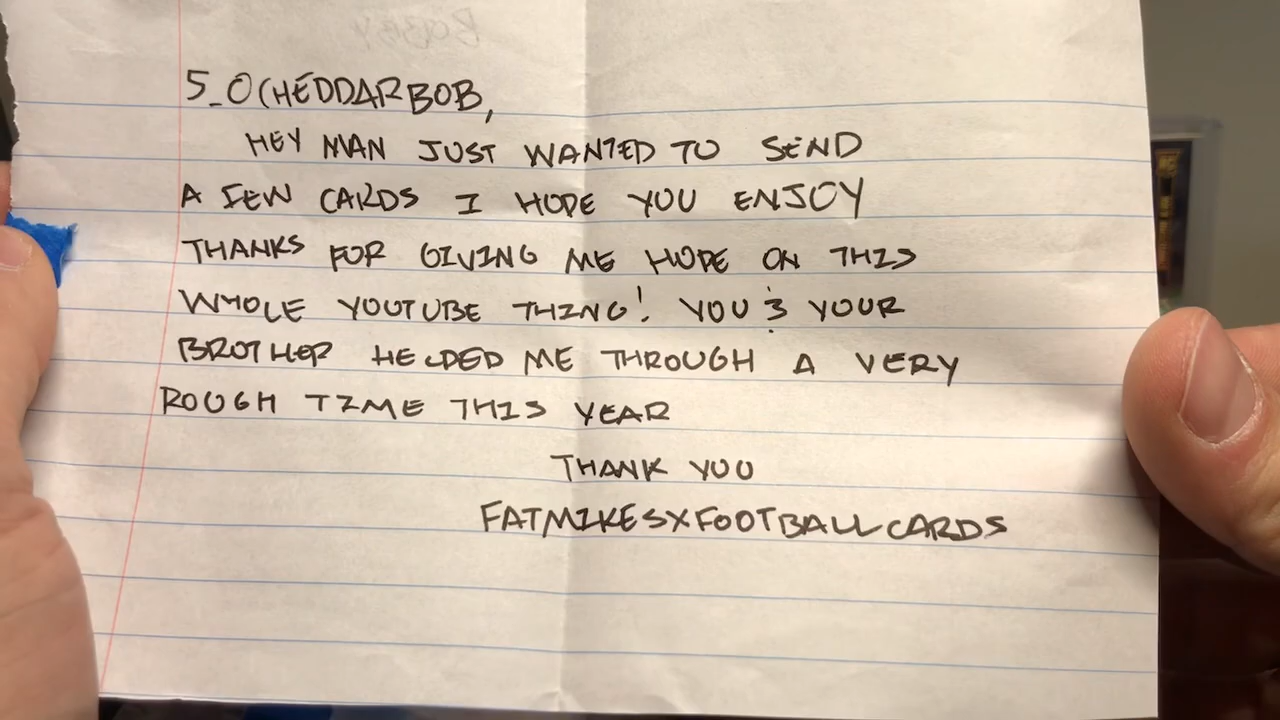 5_OCHEDDARBOB,
HEY MAN JUST WANTED TO SEND
A FEW CARDS I HOPE YOU ENJOY
THANKS FOR GIVING ME HOPE ON THIS
WHOLE YOUTUBE THING! YOU & YOUR
BROTHER HELPED ME THROUGH A VERY
ROUGH TIME THIS YEAR
THANK YOU
FATMIKESXFOOTBALLCARDS